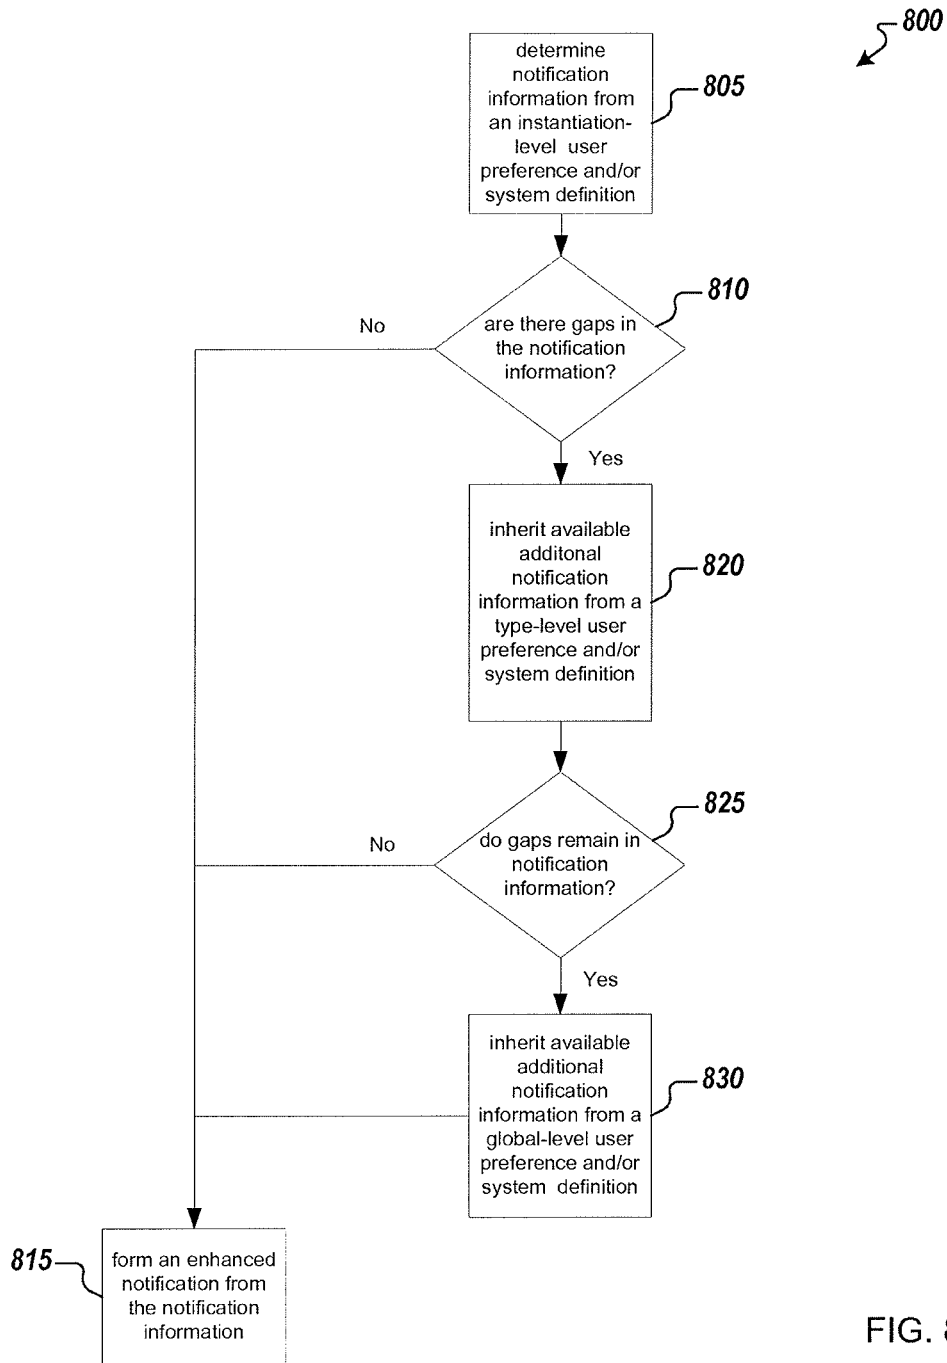 800
determine
notification
information from
an instantiation-
level user
preference and/or
system definition
805
810
are there gaps in
the notification
information?
No
Yes
inherit available
additonal
notification
information from a
type-level user
preference and/or
system definition
820
825
do gaps remain in
notification
information?
No
Yes
inherit available
additional
notification
information from a
global-level user
preference and/or
system definition
830
815
form an enhanced
notification from
the notification
information
FIG. 8